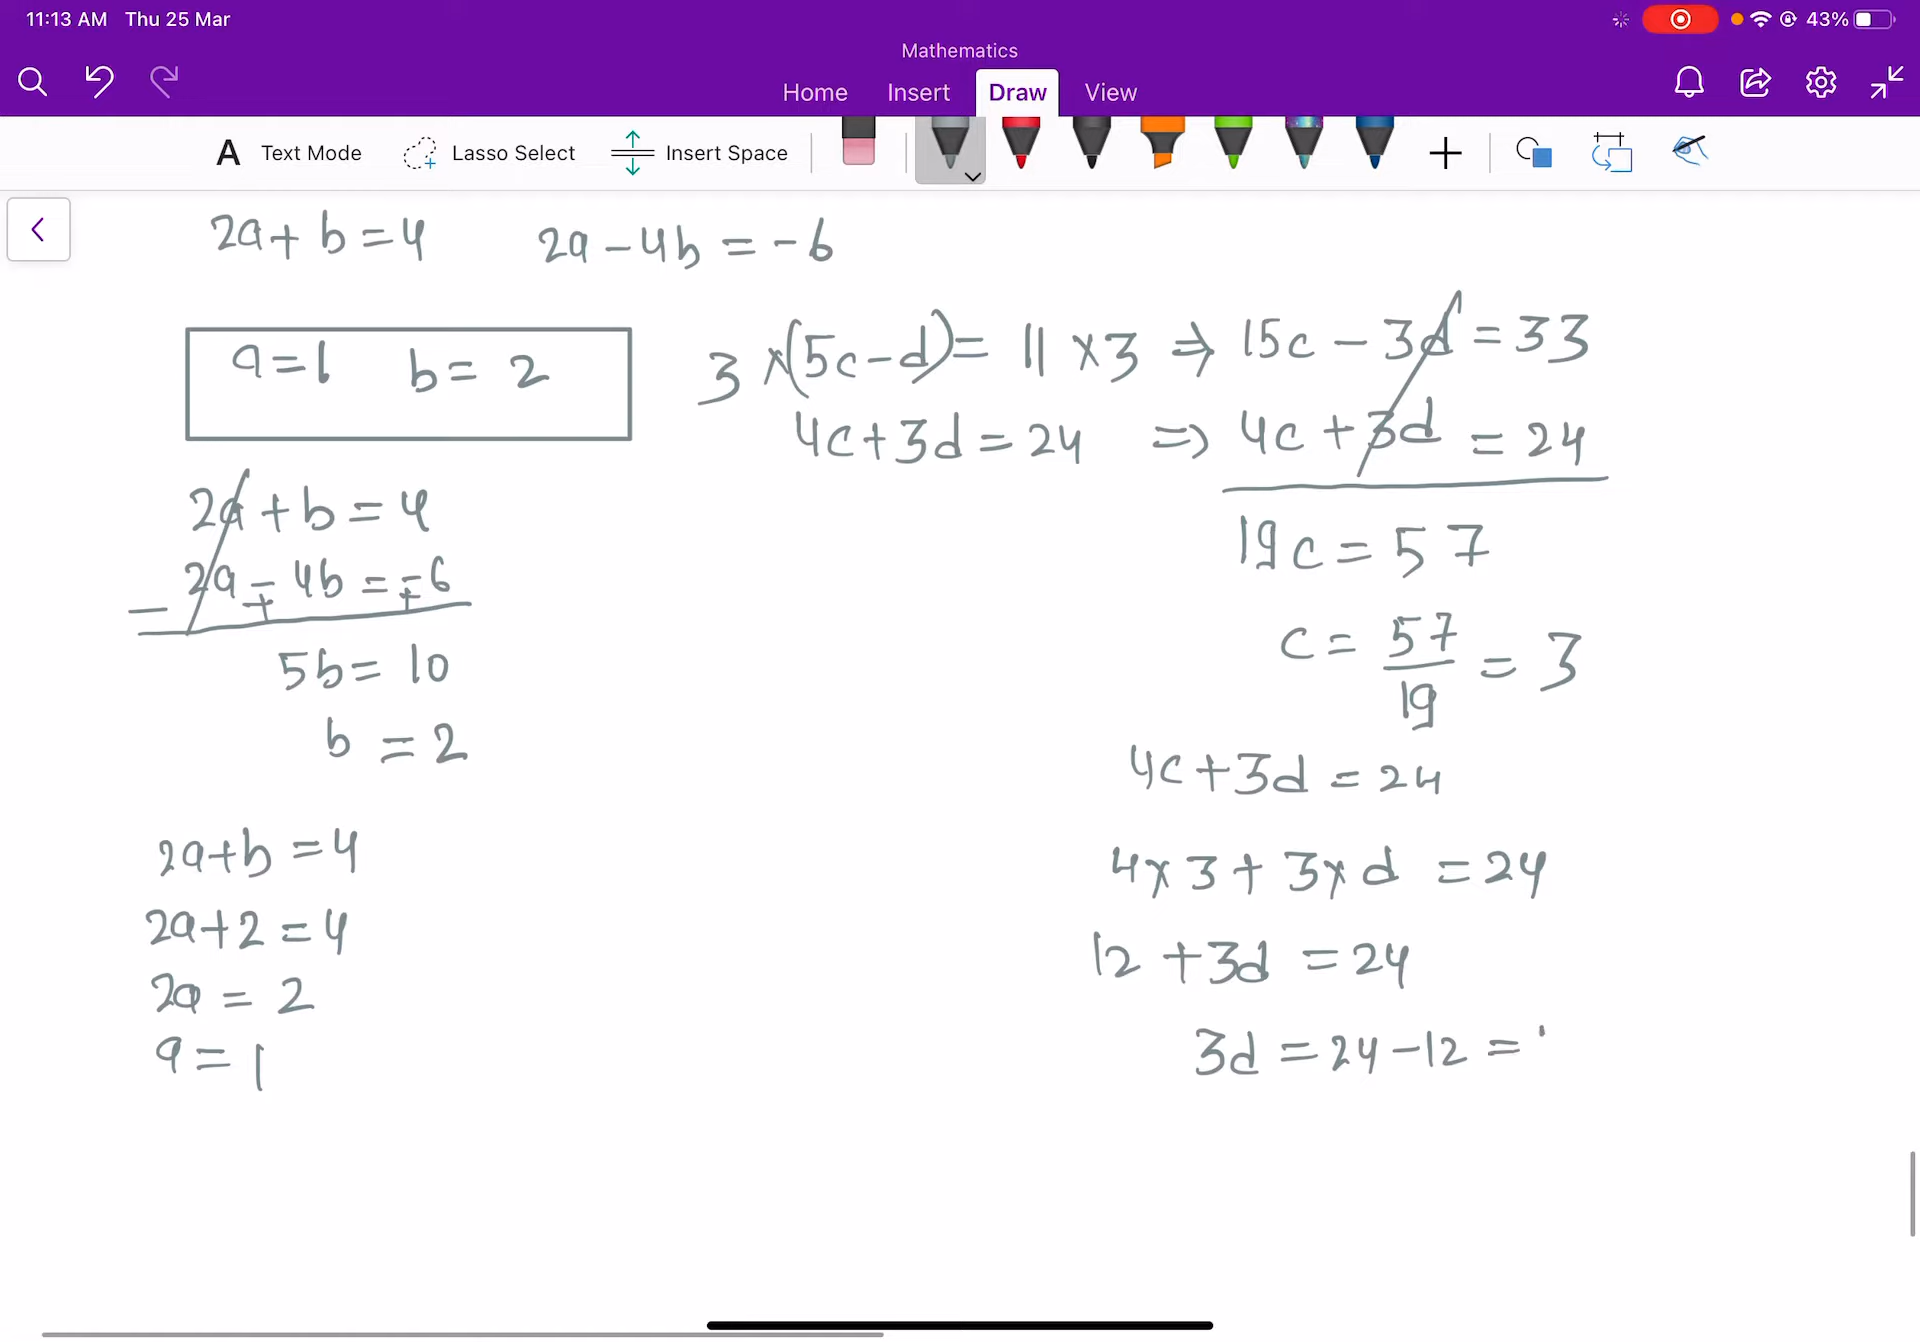 11:13 AM Thu 25 Mar
43%
Mathematics
Home Insert Draw View
A Text Mode Lasso Select Insert Space
2a + b = 4 2a - 4b = -6
a = 1 b = 2
3 × (5c - d) = 11 × 3 ⇒ 15c - 3d = 33
4c + 3d = 24 ⇒ 4c + 3d = 24
19c = 57
c = 57/19 = 3
4c + 3d = 24
4 × 3 + 3 × d = 24
12 + 3d = 24
3d = 24 - 12 =
2a + b = 4
- 2a - 4b = -6
+ +
5b = 10
b = 2
2a + b = 4
2a + 2 = 4
2a = 2
a = 1